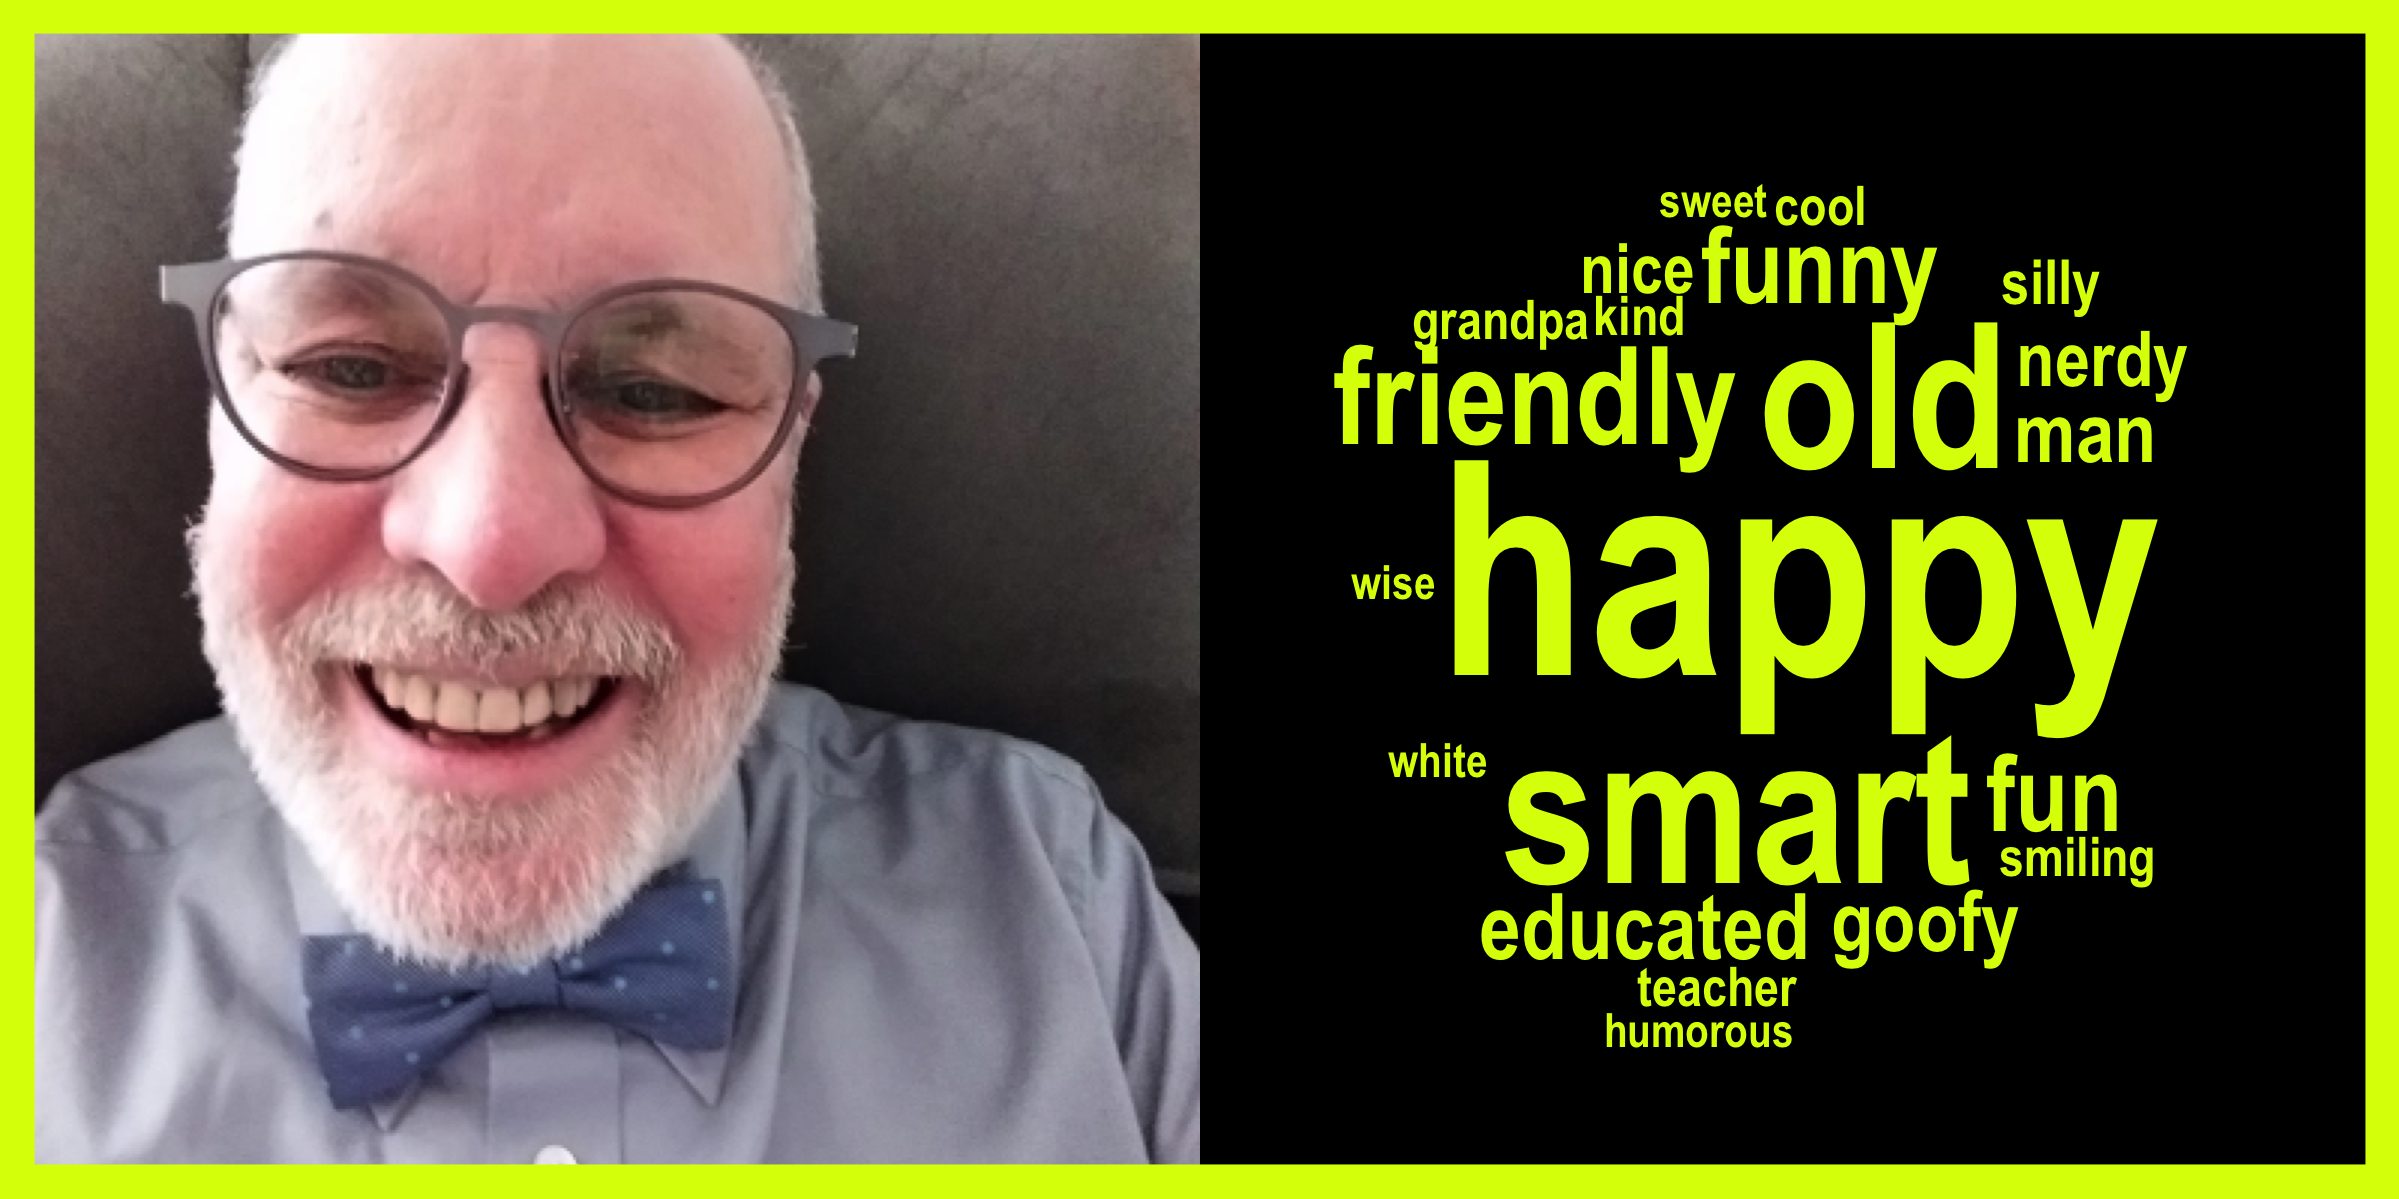 sweet cool
nice funny silly
grandpa kind
friendly old nerdy
man
happy
wise
white smart fun
smiling
educated goofy
teacher
humorous